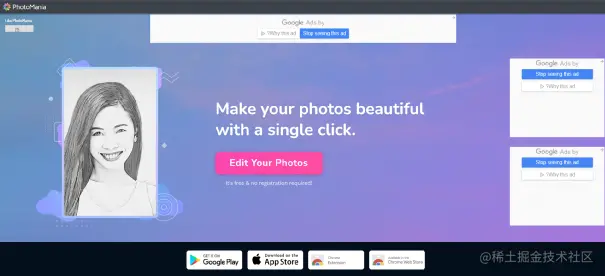 PhotoMania
Like PhotoMania
Google Ads by
Why this ad
Stop seeing this ad
Google Ads by
Stop seeing this ad
Why this ad
Make your photos beautiful
with a single click.
Edit Your Photos
It's free & no registration required!
Google Ads by
Stop seeing this ad
Why this ad
GET IT ON
Google Play
Download on the
App Store
Chrome
Extension
Available in the
Chrome Web Store
@稀土掘金技术社区